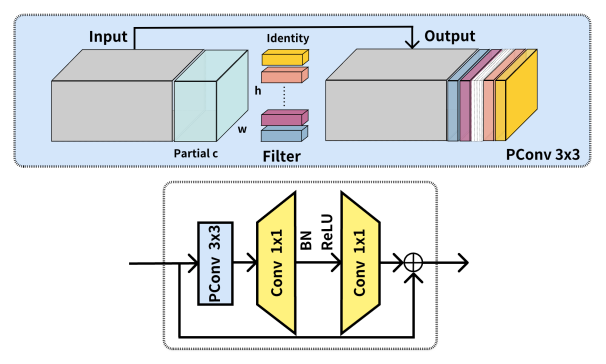 Input
Identity
Output
h
w
Partial c
Filter
PConv 3x3
PConv 3x3
Conv 1x1
BN
ReLU
Conv 1x1